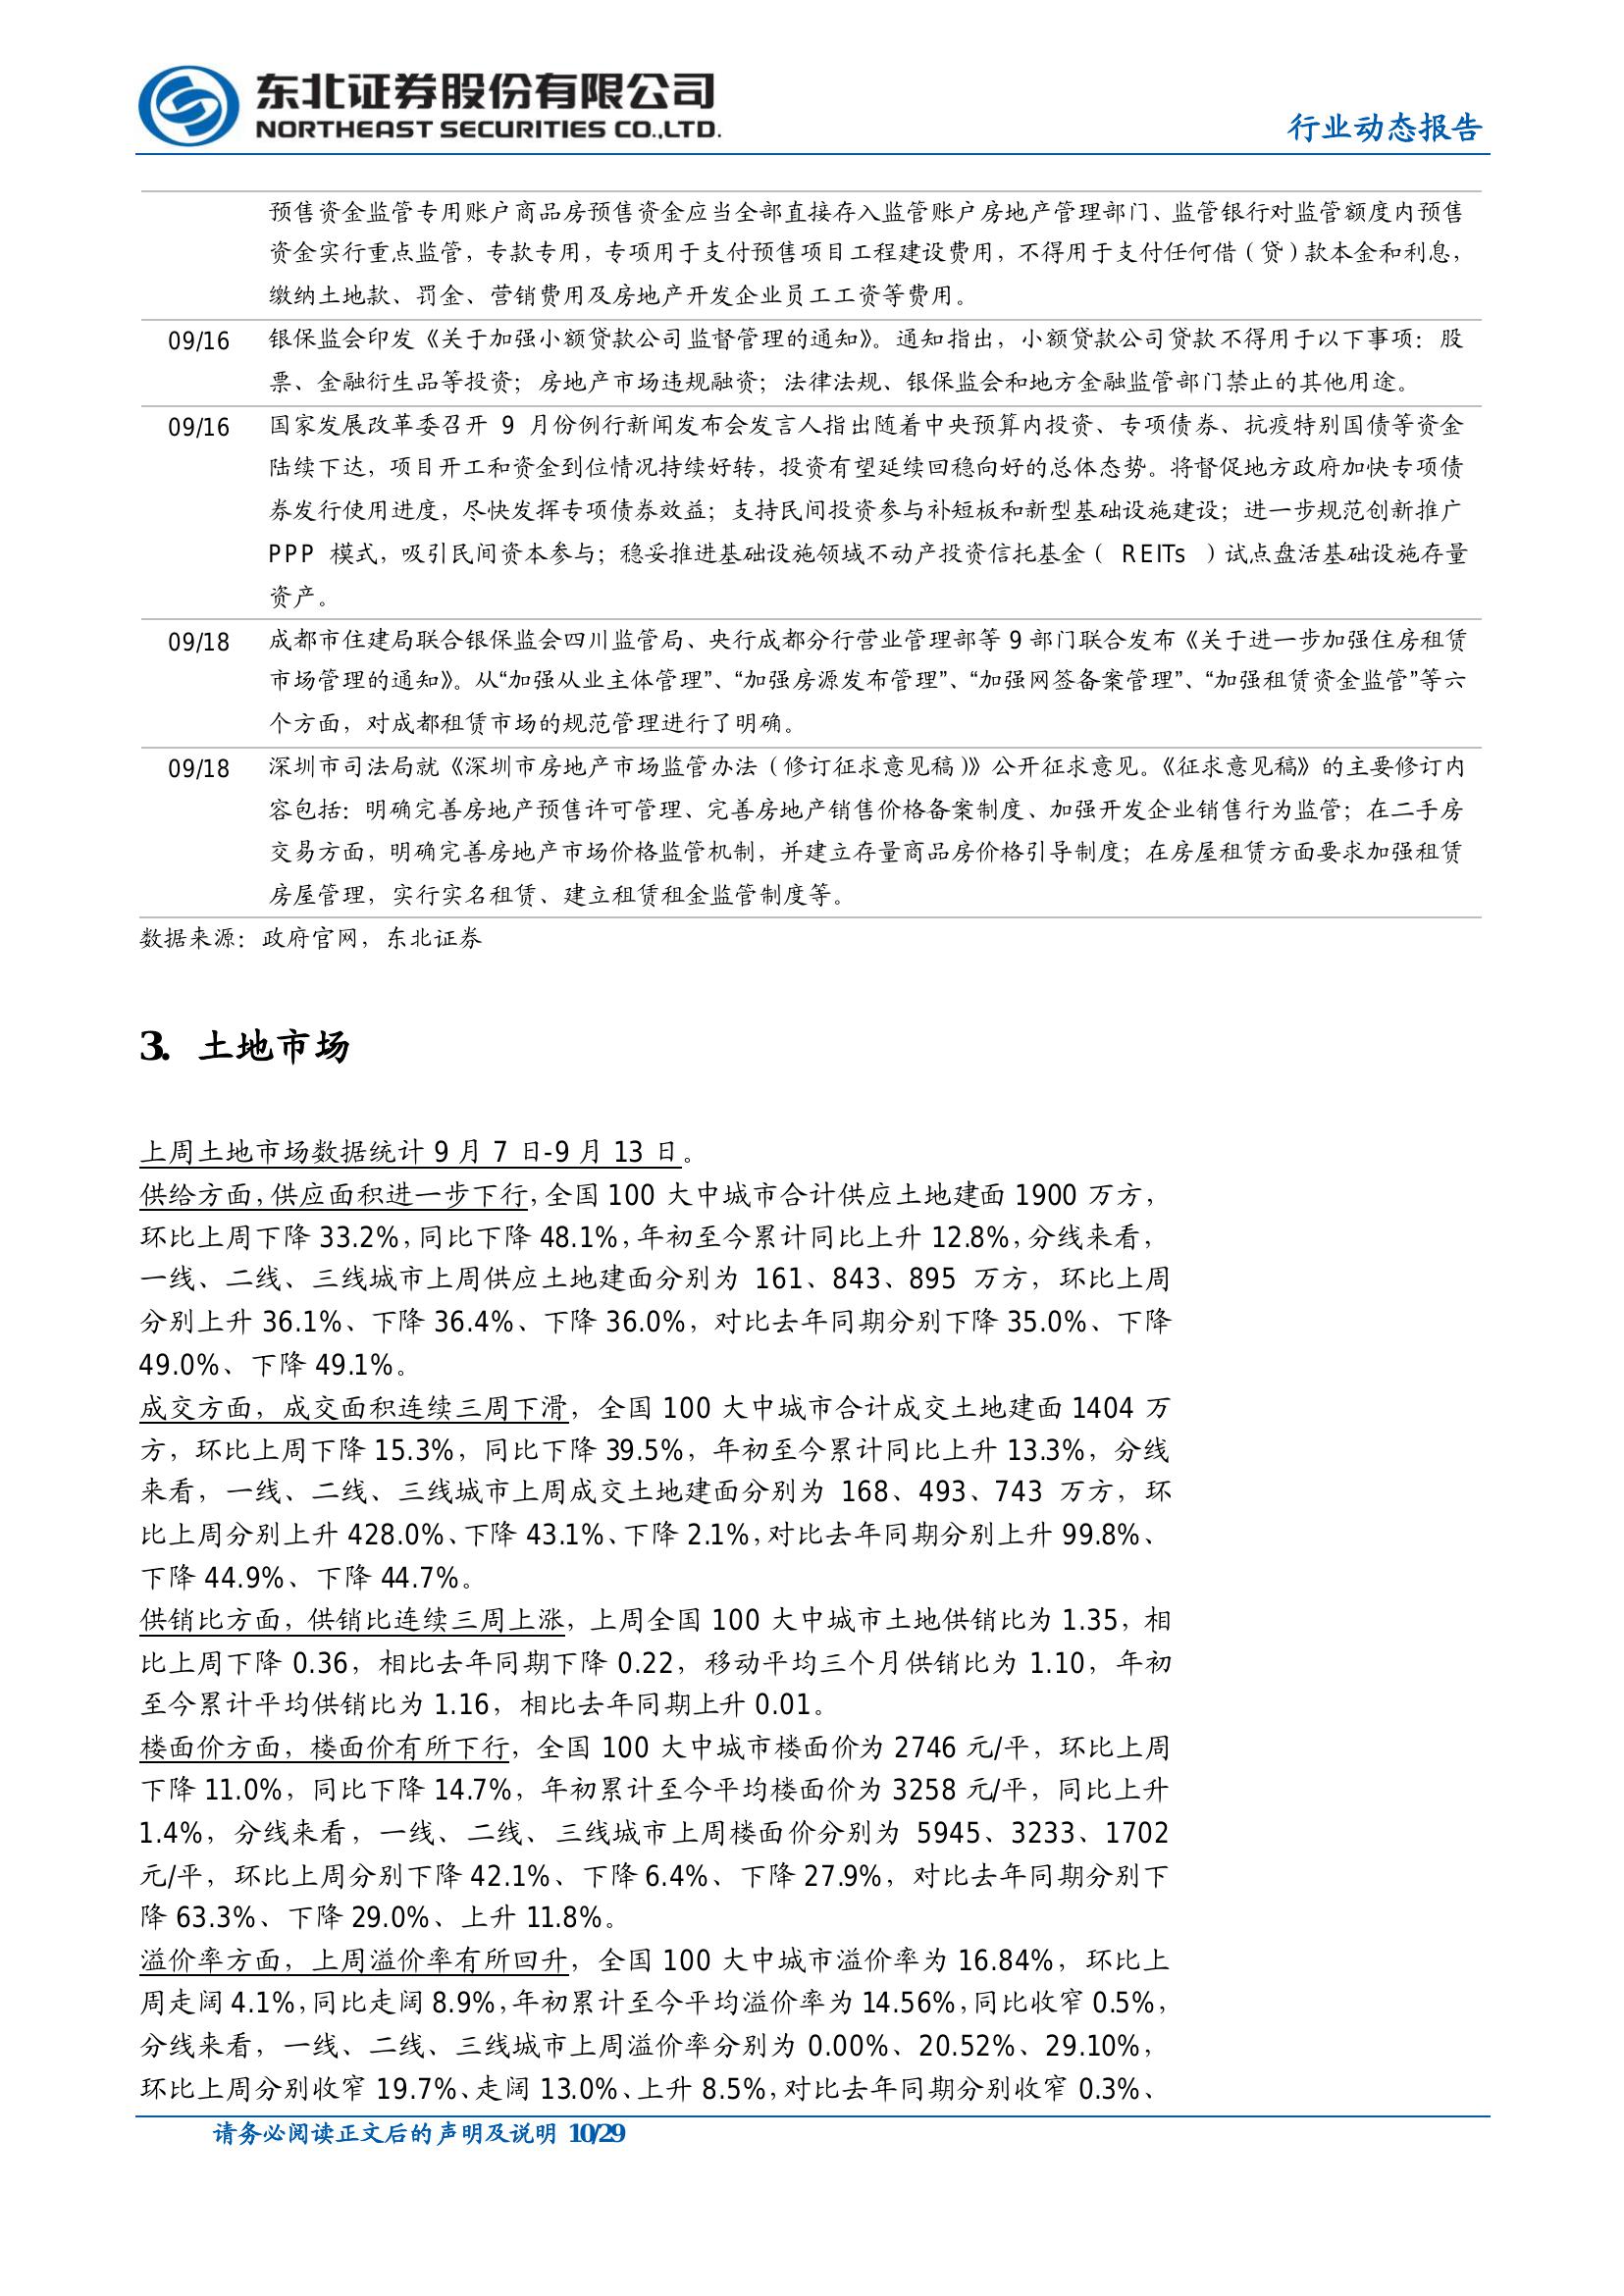 东北证券股份有限公司
NORTHEAST SECURITIES CO.,LTD.
行业动态报告
预售资金监管专用账户商品房预售资金应当全部直接存入监管账户房地产管理部门、监管银行对监管额度内预售
资金实行重点监管，专款专用，专项用于支付预售项目工程建设费用，不得用于支付任何借（贷）款本金和利息，
缴纳土地款、罚金、营销费用及房地产开发企业员工工资等费用。
09/16 银保监会印发《关于加强小额贷款公司监督管理的通知》。通知指出，小额贷款公司贷款不得用于以下事项：股
票、金融衍生品等投资；房地产市场违规融资；法律法规、银保监会和地方金融监管部门禁止的其他用途。
09/16 国家发展改革委召开 9 月份例行新闻发布会发言人指出随着中央预算内投资、专项债券、抗疫特别国债等资金
陆续下达，项目开工和资金到位情况持续好转，投资有望延续回稳向好的总体态势。将督促地方政府加快专项债
券发行使用进度，尽快发挥专项债券效益；支持民间投资参与补短板和新型基础设施建设；进一步规范创新推广
PPP 模式，吸引民间资本参与；稳妥推进基础设施领域不动产投资信托基金（ REITs ）试点盘活基础设施存量
资产。
09/18 成都市住建局联合银保监会四川监管局、央行成都分行营业管理部等 9 部门联合发布《关于进一步加强住房租赁
市场管理的通知》。从“加强从业主体管理”、“加强房源发布管理”、“加强网签备案管理”、“加强租赁资金监管”等六
个方面，对成都租赁市场的规范管理进行了明确。
09/18 深圳市司法局就《深圳市房地产市场监管办法（修订征求意见稿）》公开征求意见。《征求意见稿》的主要修订内
容包括：明确完善房地产预售许可管理、完善房地产销售价格备案制度、加强开发企业销售行为监管；在二手房
交易方面，明确完善房地产市场价格监管机制，并建立存量商品房价格引导制度；在房屋租赁方面要求加强租赁
房屋管理，实行实名租赁、建立租赁租金监管制度等。
数据来源：政府官网，东北证券
3. 土地市场
上周土地市场数据统计 9 月 7 日-9 月 13 日。
供给方面，供应面积进一步下行，全国 100 大中城市合计供应土地建面 1900 万方，
环比上周下降 33.2%，同比下降 48.1%，年初至今累计同比上升 12.8%，分线来看，
一线、二线、三线城市上周供应土地建面分别为 161、843、895 万方，环比上周
分别上升 36.1%、下降 36.4%、下降 36.0%，对比去年同期分别下降 35.0%、下降
49.0%、下降 49.1%。
成交方面，成交面积连续三周下滑，全国 100 大中城市合计成交土地建面 1404 万
方，环比上周下降 15.3%，同比下降 39.5%，年初至今累计同比上升 13.3%，分线
来看，一线、二线、三线城市上周成交土地建面分别为 168、493、743 万方，环
比上周分别上升 428.0%、下降 43.1%、下降 2.1%，对比去年同期分别上升 99.8%、
下降 44.9%、下降 44.7%。
供销比方面，供销比连续三周上涨，上周全国 100 大中城市土地供销比为 1.35，相
比上周下降 0.36，相比去年同期下降 0.22，移动平均三个月供销比为 1.10，年初
至今累计平均供销比为 1.16，相比去年同期上升 0.01。
楼面价方面，楼面价有所下行，全国 100 大中城市楼面价为 2746 元/平，环比上周
下降 11.0%，同比下降 14.7%，年初累计至今平均楼面价为 3258 元/平，同比上升
1.4%，分线来看，一线、二线、三线城市上周楼面价分别为 5945、3233、1702
元/平，环比上周分别下降 42.1%、下降 6.4%、下降 27.9%，对比去年同期分别下
降 63.3%、下降 29.0%、上升 11.8%。
溢价率方面，上周溢价率有所回升，全国 100 大中城市溢价率为 16.84%，环比上
周走阔 4.1%，同比走阔 8.9%，年初累计至今平均溢价率为 14.56%，同比收窄 0.5%，
分线来看，一线、二线、三线城市上周溢价率分别为 0.00%、20.52%、29.10%，
环比上周分别收窄 19.7%、走阔 13.0%、上升 8.5%，对比去年同期分别收窄 0.3%、
请务必阅读正文后的声明及说明 10/29